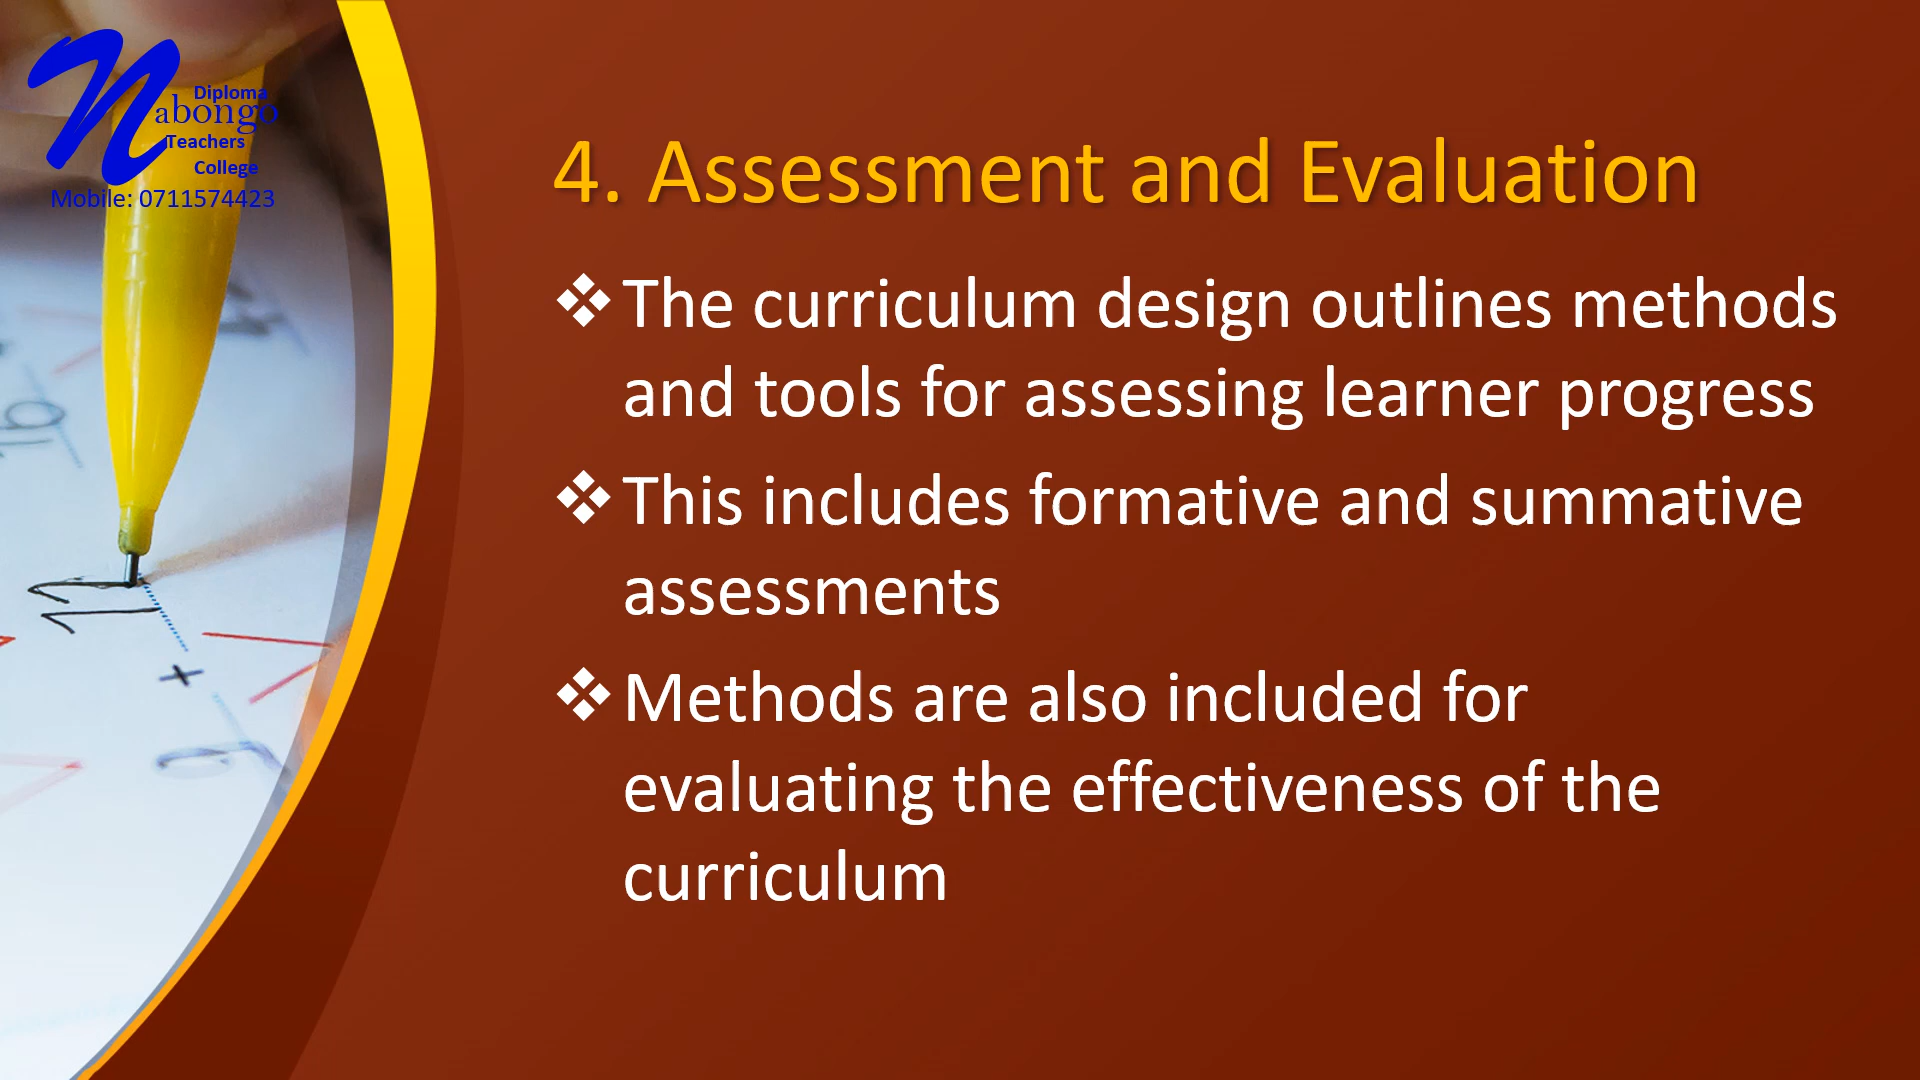 Diploma
Nabongo
Teachers
College
Mobile: 0711574423
4. Assessment and Evaluation
❖The curriculum design outlines methods
and tools for assessing learner progress
❖This includes formative and summative
assessments
❖Methods are also included for
evaluating the effectiveness of the
curriculum